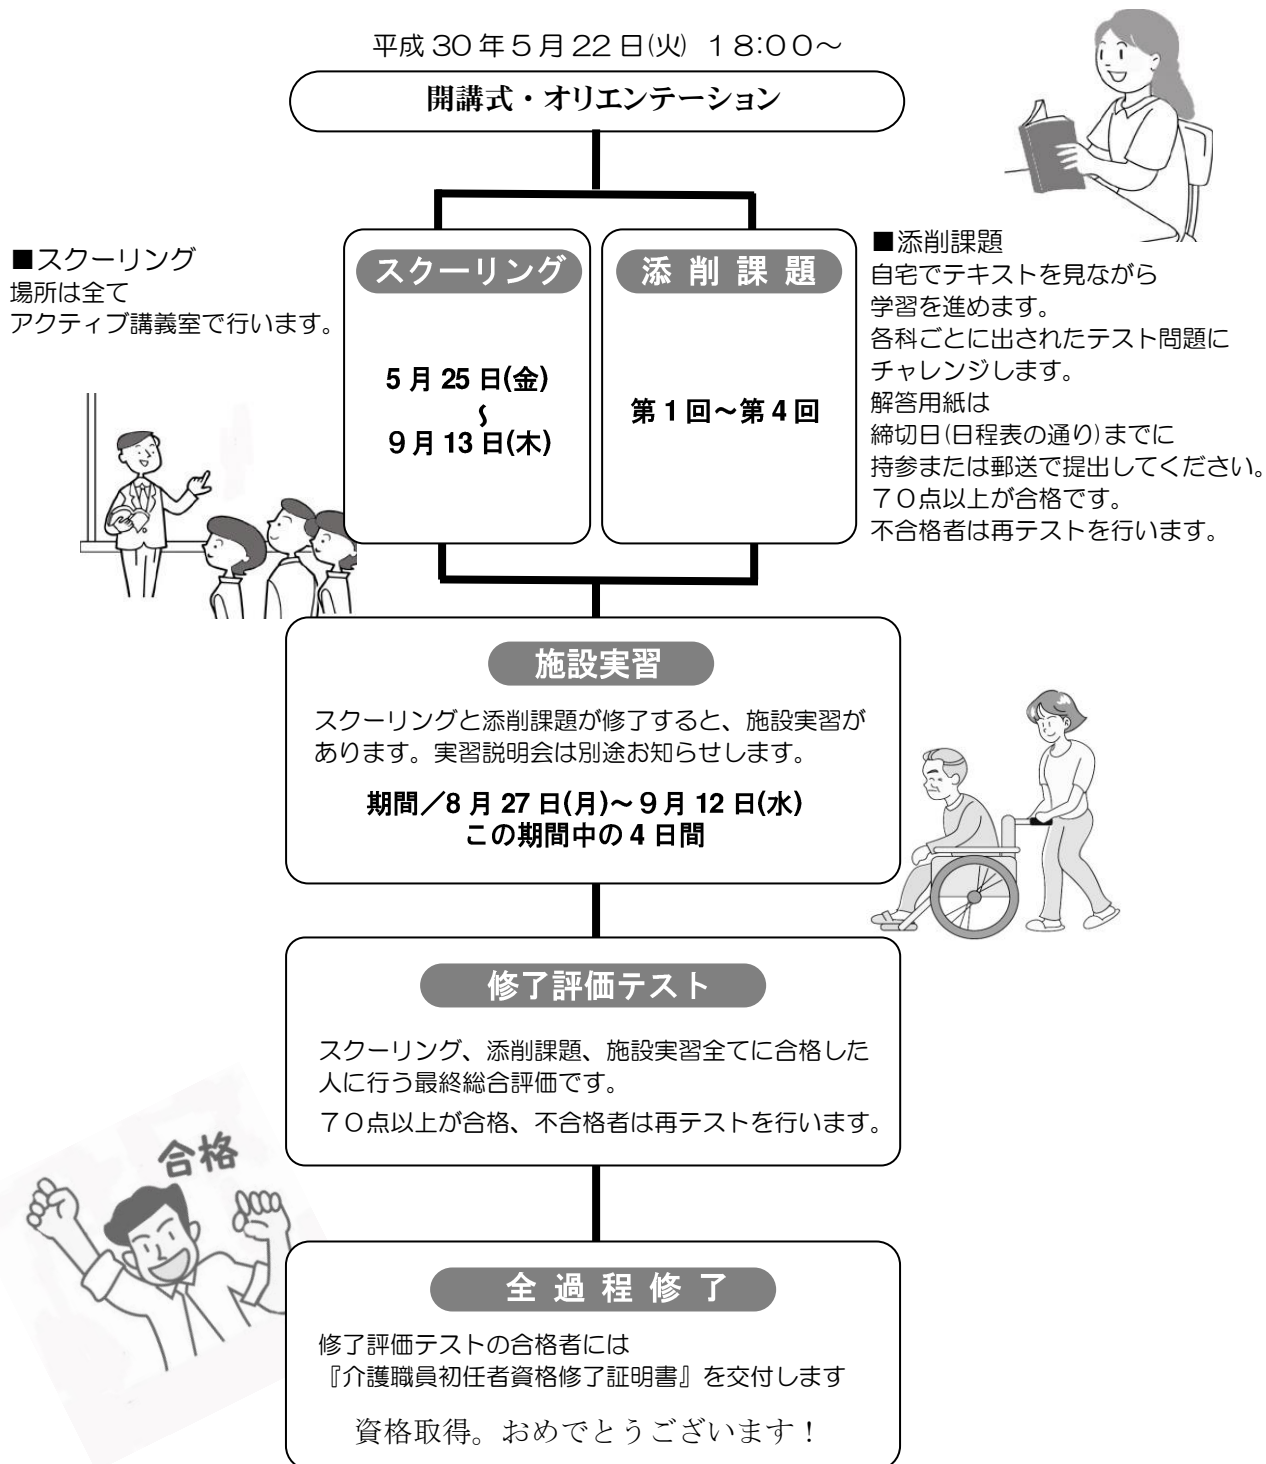 平成30年5月22日(火) 18:00～
開講式・オリエンテーション
■スクーリング
場所は全て
アクティブ講義室で行います。
スクーリング
5月25日(金)
～
9月13日(木)
添削課題
第1回～第4回
■添削課題
自宅でテキストを見ながら
学習を進めます。
各科ごとに出されたテスト問題に
チャレンジします。
解答用紙は
締切日(日程表の通り)までに
持参または郵送で提出してください。
70点以上が合格です。
不合格者は再テストを行います。
施設実習
スクーリングと添削課題が修了すると、施設実習が
あります。実習説明会は別途お知らせします。
期間／8月27日(月)～9月12日(水)
この期間中の4日間
修了評価テスト
スクーリング、添削課題、施設実習全てに合格した
人に行う最終総合評価です。
70点以上が合格、不合格者は再テストを行います。
合格
全過程修了
修了評価テストの合格者には
『介護職員初任者資格修了証明書』を交付します
資格取得。おめでとうございます！